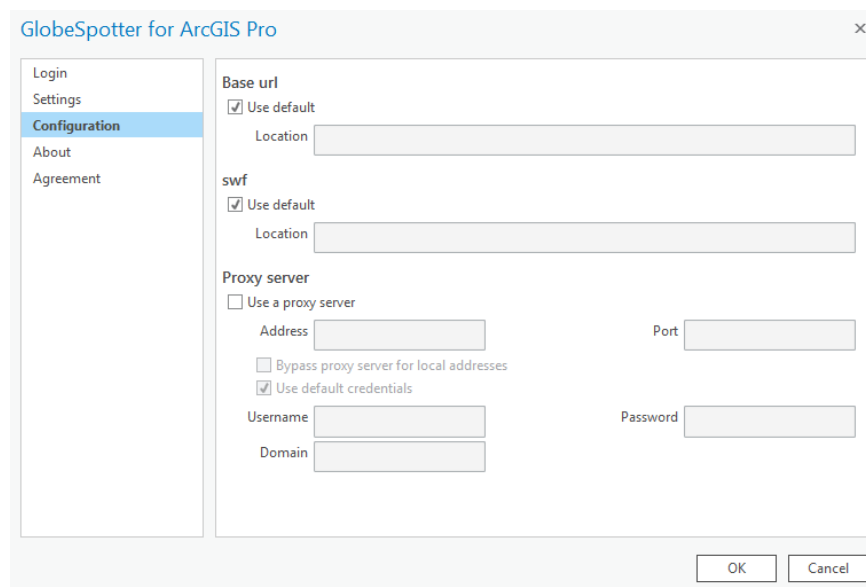 GlobeSpotter for ArcGIS Pro
Login
Settings
Configuration
About
Agreement
Base url
Use default
Location
swf
Use default
Location
Proxy server
Use a proxy server
Address
Port
Bypass proxy server for local addresses
Use default credentials
Username
Password
Domain
OK
Cancel